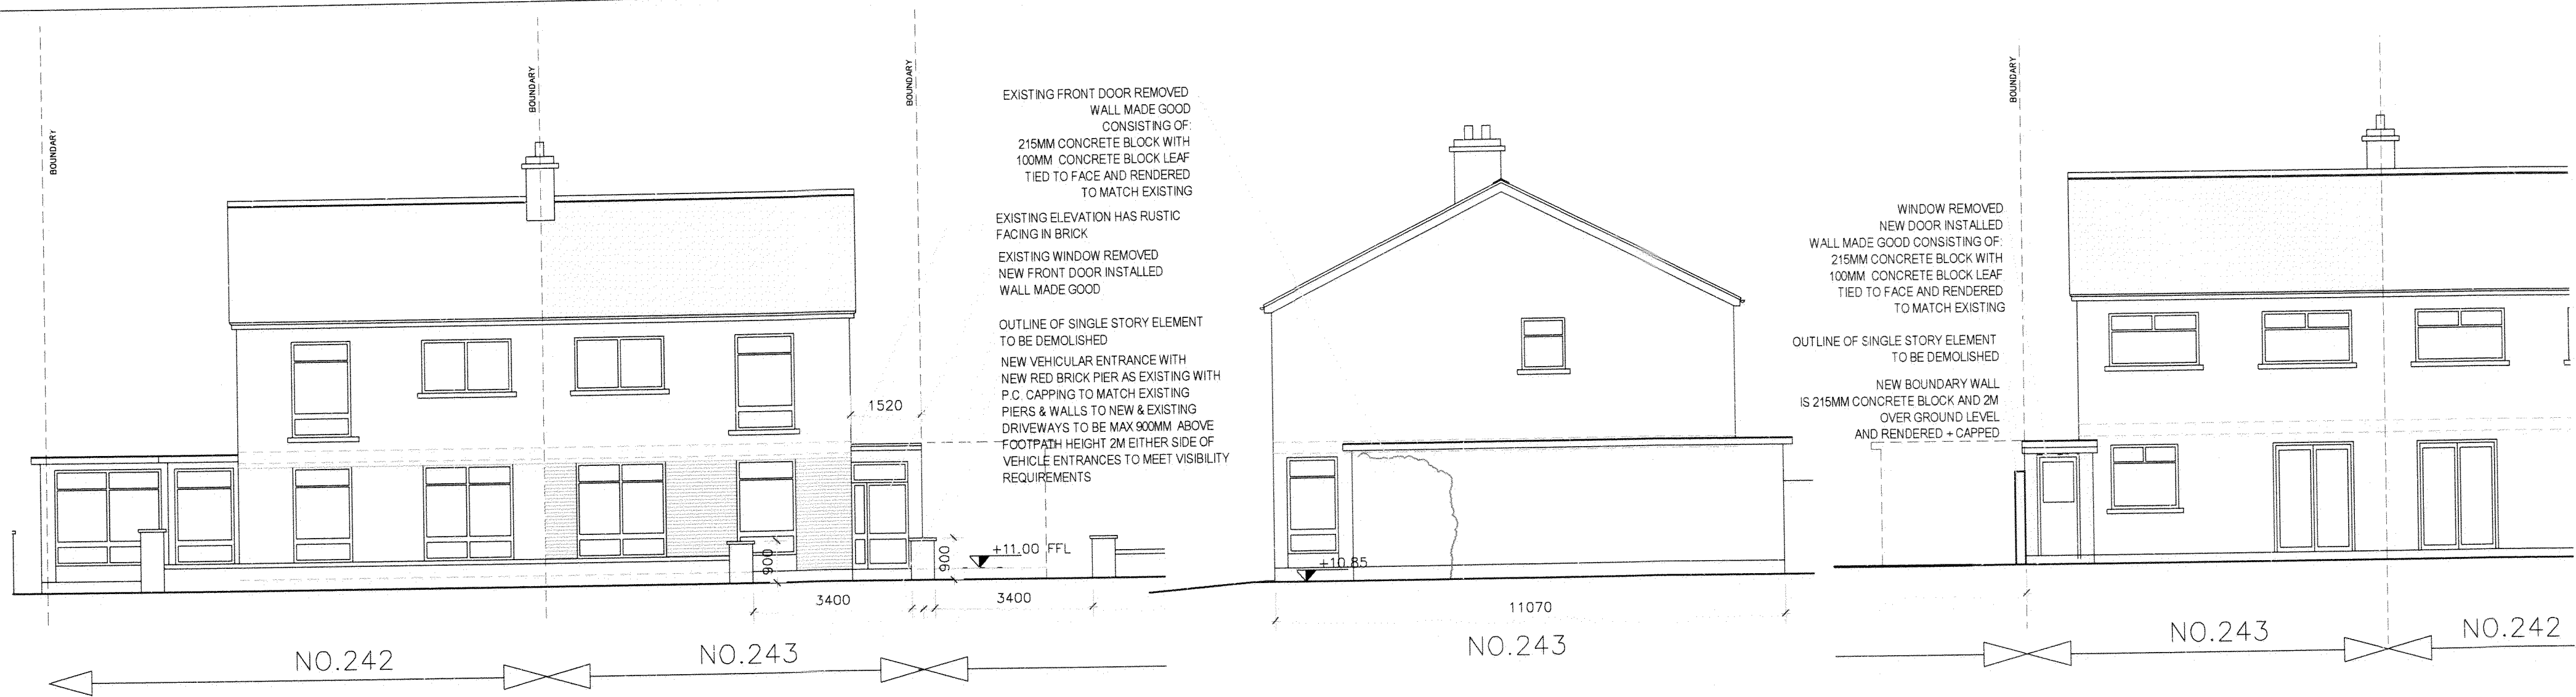 BOUNDARY
BOUNDARY
BOUNDARY
EXISTING FRONT DOOR REMOVED
WALL MADE GOOD
CONSISTING OF:
215MM CONCRETE BLOCK WITH
100MM CONCRETE BLOCK LEAF
TIED TO FACE AND RENDERED
TO MATCH EXISTING
EXISTING ELEVATION HAS RUSTIC
FACING IN BRICK
EXISTING WINDOW REMOVED
NEW FRONT DOOR INSTALLED
WALL MADE GOOD
OUTLINE OF SINGLE STORY ELEMENT
TO BE DEMOLISHED
NEW VEHICULAR ENTRANCE WITH
NEW RED BRICK PIER AS EXISTING WITH
P.C. CAPPING TO MATCH EXISTING
PIERS & WALLS TO NEW & EXISTING
DRIVEWAYS TO BE MAX 900MM ABOVE
FOOTPATH HEIGHT 2M EITHER SIDE OF
VEHICLE ENTRANCES TO MEET VISIBILITY
REQUIREMENTS
1520
900
900
+11.00 FFL
3400
3400
NO.242
NO.243
+10.85
11070
NO.243
BOUNDARY
WINDOW REMOVED
NEW DOOR INSTALLED
WALL MADE GOOD CONSISTING OF:
215MM CONCRETE BLOCK WITH
100MM CONCRETE BLOCK LEAF
TIED TO FACE AND RENDERED
TO MATCH EXISTING
OUTLINE OF SINGLE STORY ELEMENT
TO BE DEMOLISHED
NEW BOUNDARY WALL
IS 215MM CONCRETE BLOCK AND 2M
OVER GROUND LEVEL
AND RENDERED + CAPPED
NO.243
NO.242